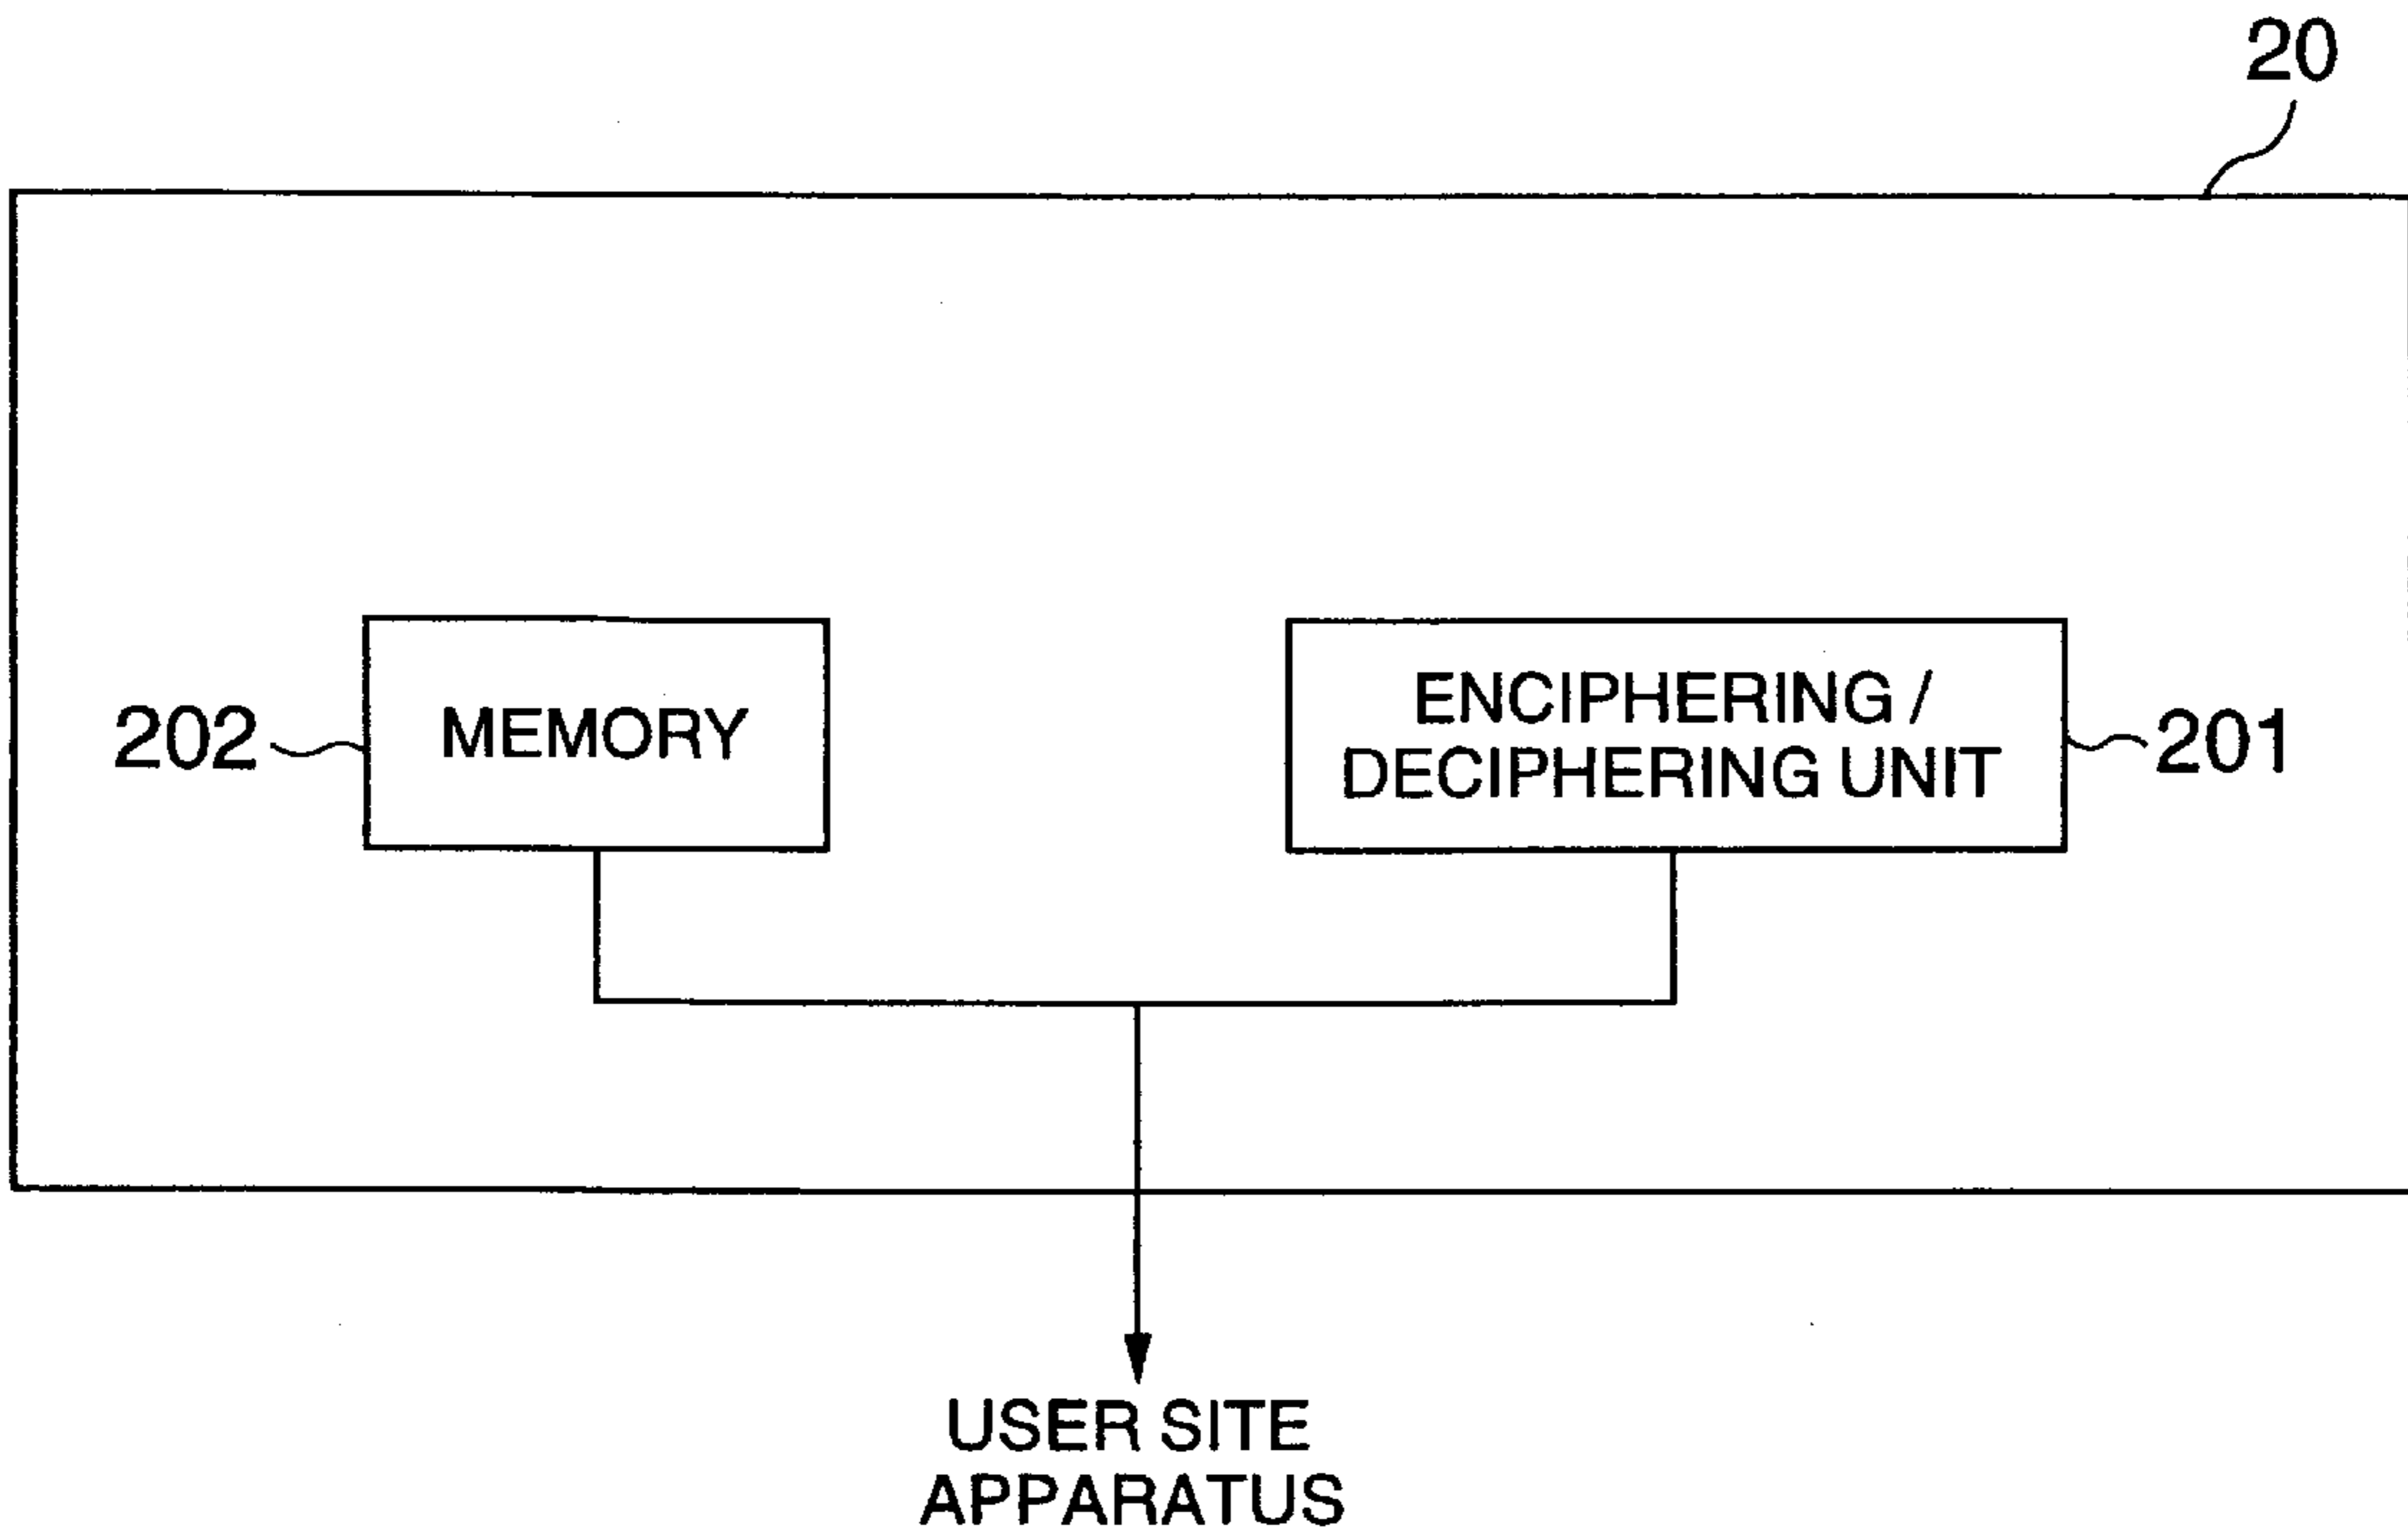 20
202
MEMORY
ENCIPHERING /
DECIPHERING UNIT
201
USER SITE
APPARATUS